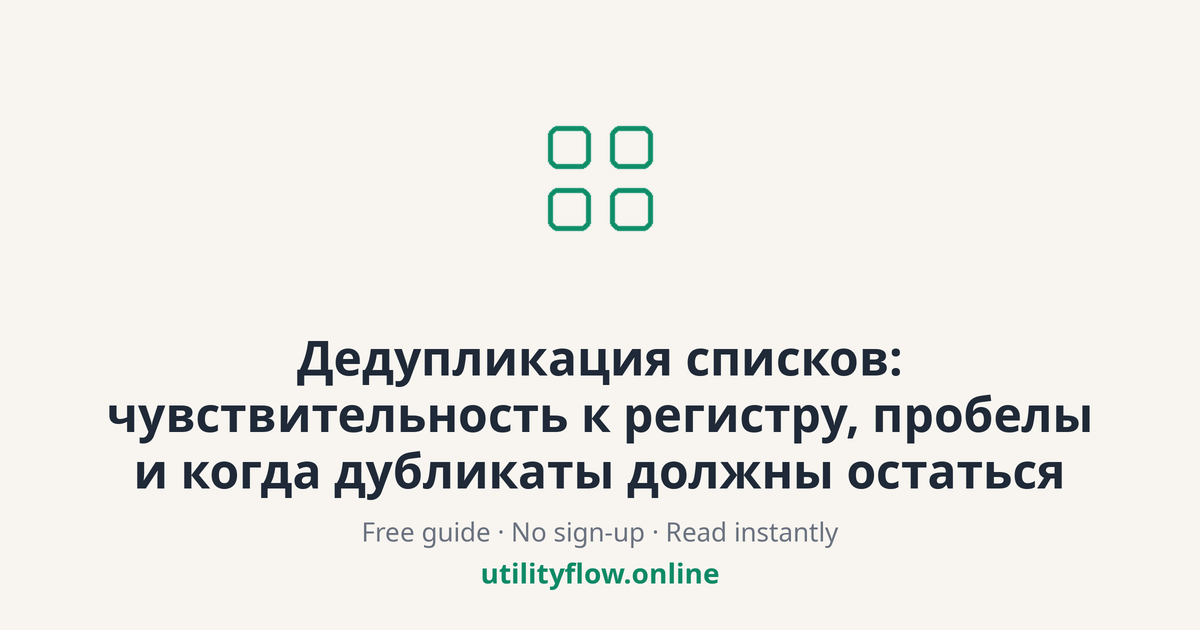 Дедупликация списков:
чувствительность к регистру, пробелы
и когда дубликаты должны остаться
Free guide · No sign-up · Read instantly
utilityflow.online